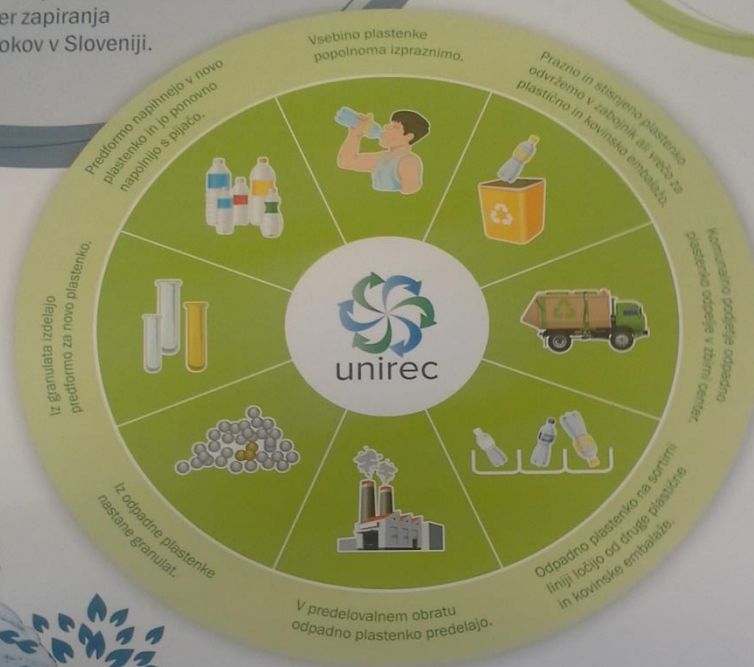 er zapiranja
okov v Sloveniji.
Vsebino plastenke
popolnoma izpraznimo.
Prazno in stisnjeno plastenko
odvržemo v zabojnik ali vrečo za
plastično in kovinsko embalažo.
Komunalno podjetje odpadno
plastenko odpelje v zbirni center.
Odpadno plastenko na sortirni
liniji ločijo od druge plastične
in kovinske embalaže.
V predelovalnem obratu
odpadno plastenko predelajo.
Iz odpadne plastenke
nastane granulat.
Iz granulata izdelajo
predformo za novo plastenko.
Predformo napihnejo v novo
plastenko in jo ponovno
napolnijo s pijačo.
unirec